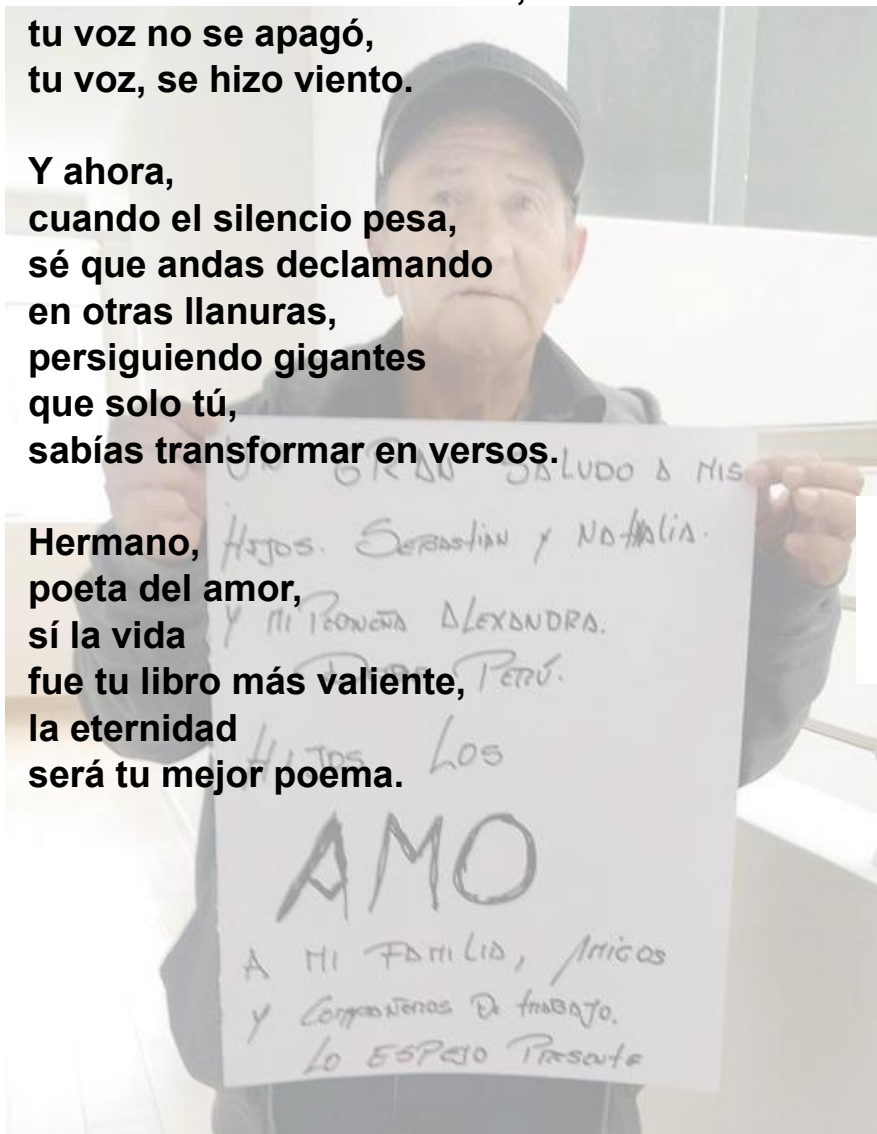 tu voz no se apagó,
tu voz, se hizo viento.
Y ahora,
cuando el silencio pesa,
sé que andas declamando
en otras llanuras,
persiguiendo gigantes
que solo tú,
sabías transformar en versos.
Hermano,
poeta del amor,
sí la vida
fue tu libro más valiente,
la eternidad
será tu mejor poema.
UN GRAN SALUDO A MIS
HIJOS. SEBASTIAN Y NATHALIA.
Y MI PEQUEÑA ALEXANDRA.
PERÚ.
HIJOS LOS
AMO
A MI FAMILIA, AMIGOS
Y COMPAÑEROS DE TRABAJO.
LO ESPEJO PRESENTE